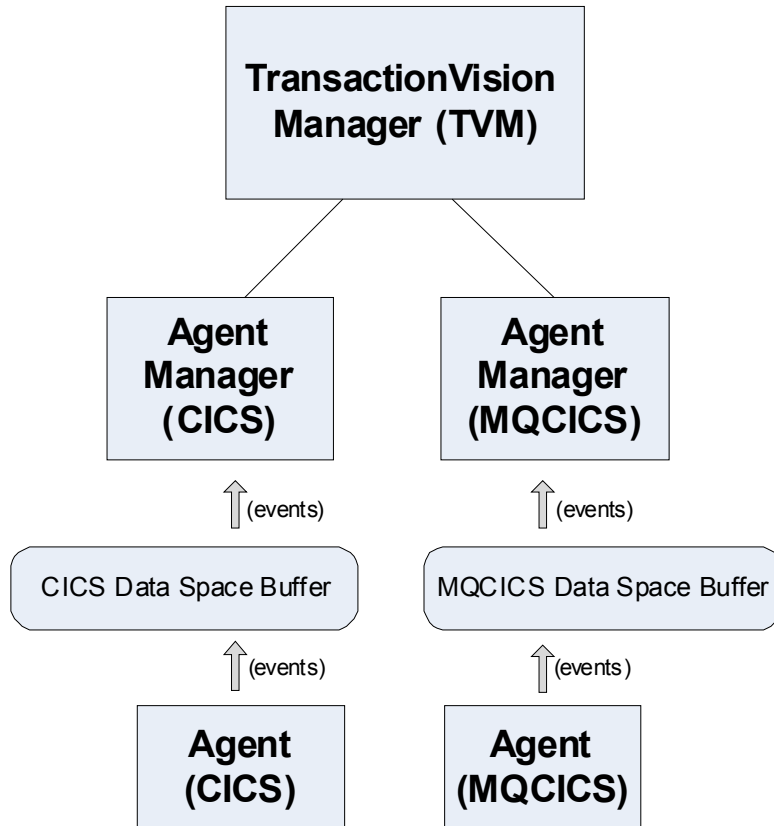 TransactionVision
Manager (TVM)
Agent
Manager
(CICS)
Agent
Manager
(MQCICS)
(events)
(events)
CICS Data Space Buffer
MQCICS Data Space Buffer
(events)
(events)
Agent
(CICS)
Agent
(MQCICS)